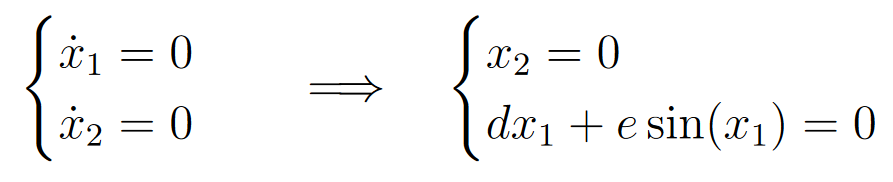 ẋ₁ = 0 ⟹ x₂ = 0
ẋ₂ = 0 dx₁ + e sin(x₁) = 0